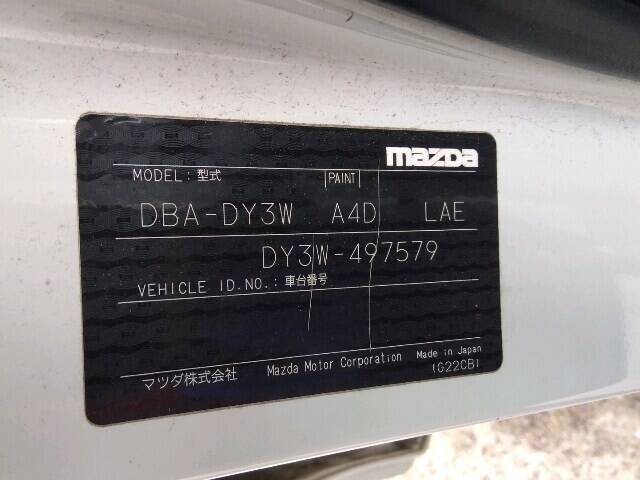 mazda
MODEL：型式 PAINT
DBA-DY3W A4D LAE
DY3W-497579
VEHICLE ID.NO.：車台番号
マツダ株式会社 Mazda Motor Corporation Made in Japan
(G22CB)